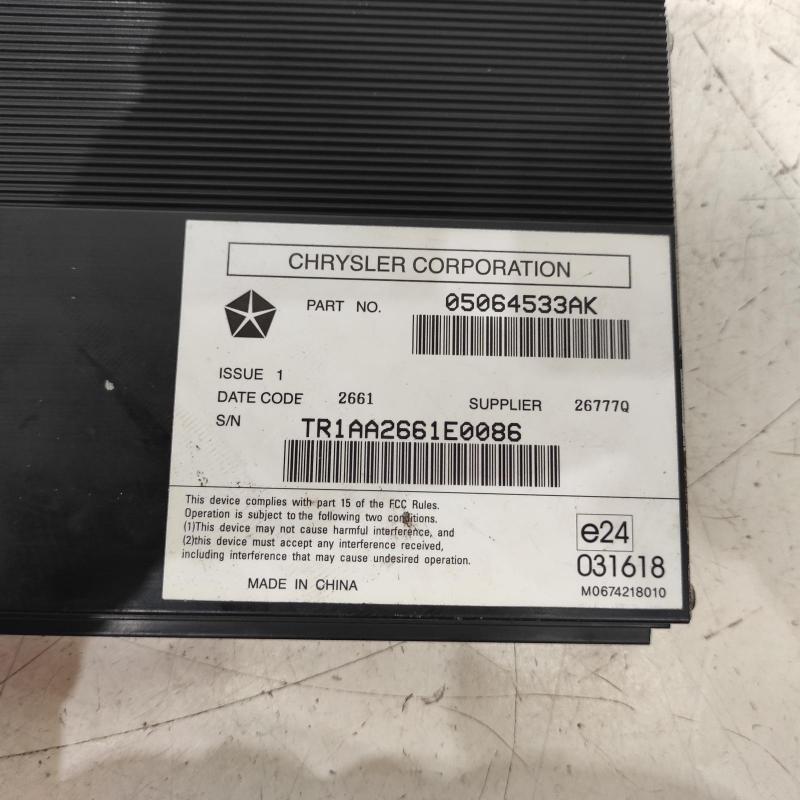 CHRYSLER CORPORATION
PART NO. 05064533AK
ISSUE 1
DATE CODE 2661 SUPPLIER 26777Q
S/N TR1AA2661E0086
This device complies with part 15 of the FCC Rules.
Operation is subject to the following two conditions.
(1)This device may not cause harmful interference, and
(2)this device must accept any interference received,
including interference that may cause undesired operation.
e24
031618
MADE IN CHINA
M0674218010